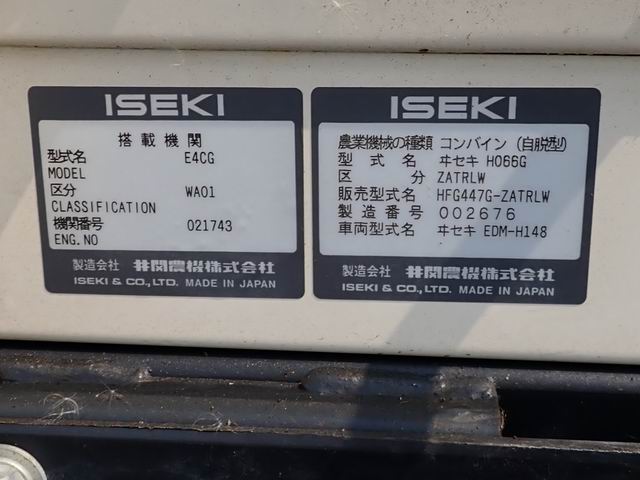 ISEKI
搭載機関
型式名 E4CG
MODEL
区分 WA01
CLASSIFICATION
機関番号 021743
ENG.NO
製造会社 井関農機株式会社
ISEKI & CO., LTD. MADE IN JAPAN
ISEKI
農業機械の種類 コンバイン (自脱型)
型式名 ヰセキ HO66G
区分 ZATRLW
販売型式名 HFG447G-ZATRLW
製造番号 002676
車両型式名 ヰセキ EDM-H148
製造会社 井関農機株式会社
ISEKI & CO., LTD. MADE IN JAPAN